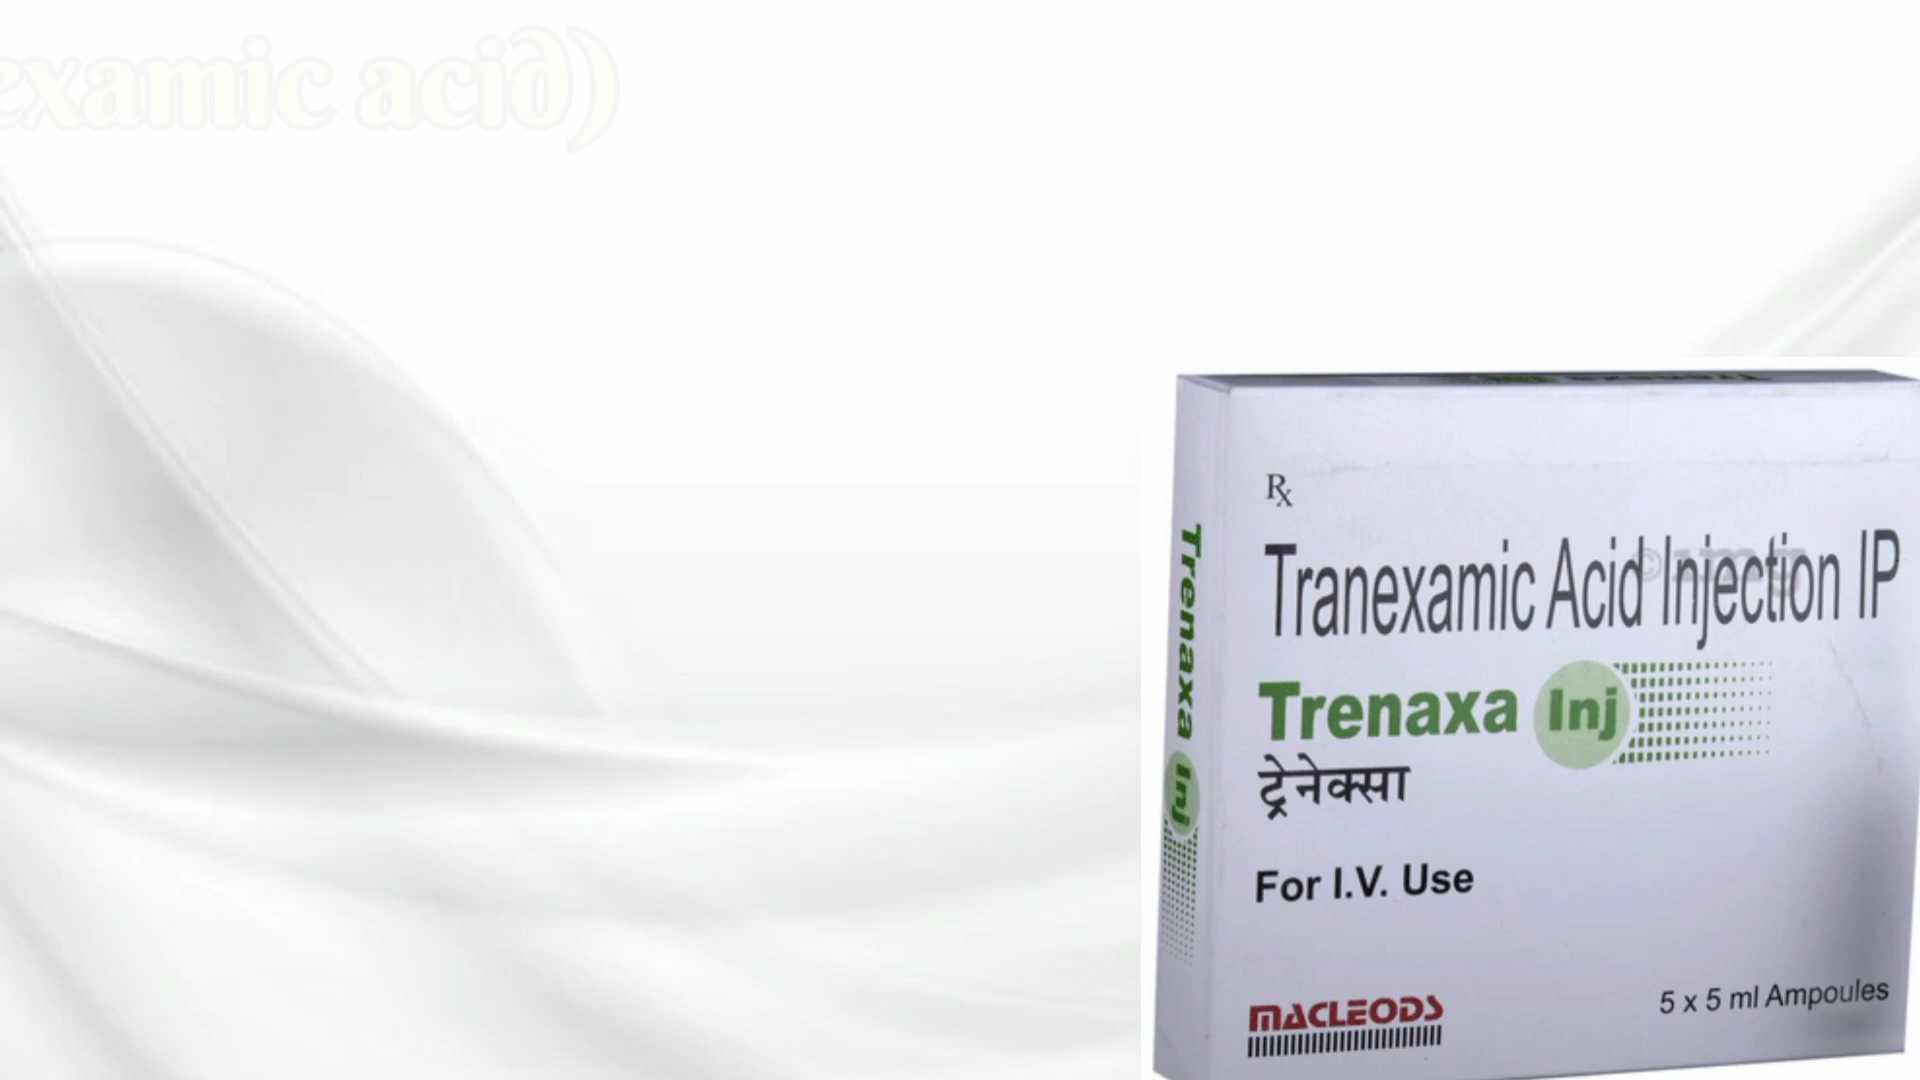 examic acid)
Trenaxa Inj
Rx
Tranexamic Acid Injection IP
Trenaxa Inj
ट्रेनेक्सा
For I.V. Use
MACLEODS
5 x 5 ml Ampoules